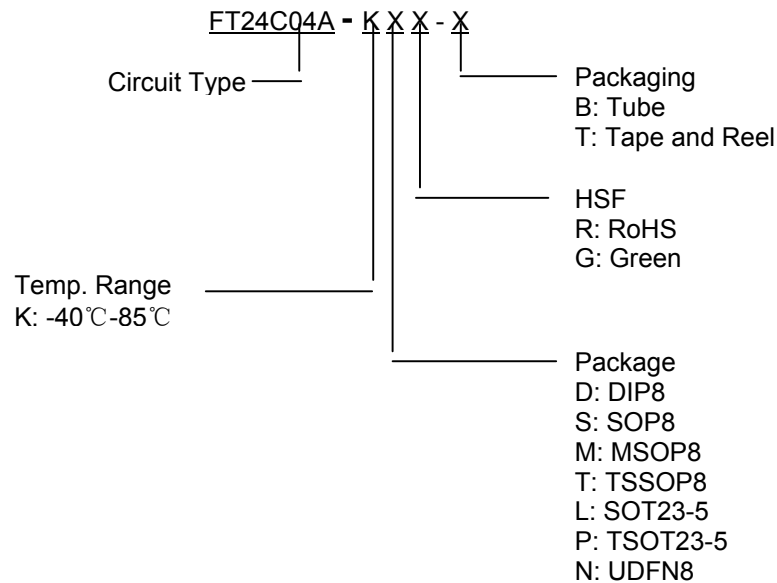 FT24C04A - K X X - X
Circuit Type
Packaging
B: Tube
T: Tape and Reel
HSF
R: RoHS
G: Green
Temp. Range
K: -40℃-85℃
Package
D: DIP8
S: SOP8
M: MSOP8
T: TSSOP8
L: SOT23-5
P: TSOT23-5
N: UDFN8